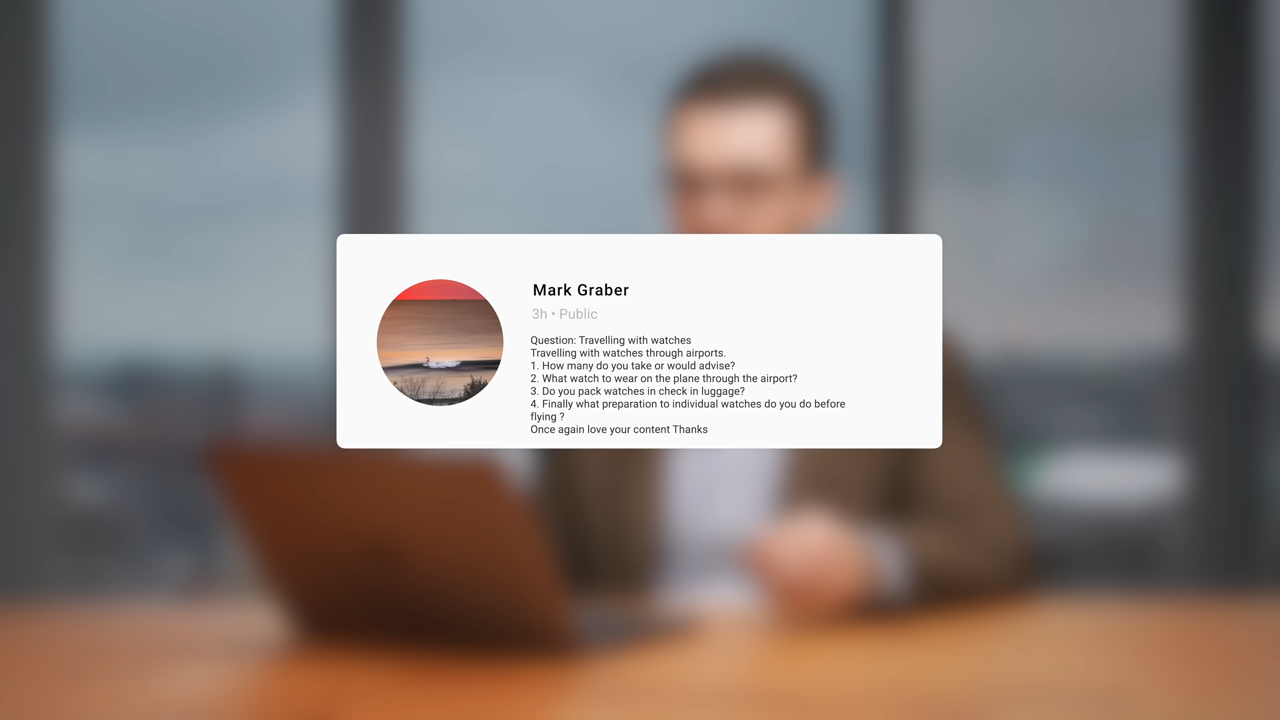 Mark Graber
3h • Public
Question: Travelling with watches
Travelling with watches through airports.
1. How many do you take or would advise?
2. What watch to wear on the plane through the airport?
3. Do you pack watches in check in luggage?
4. Finally what preparation to individual watches do you do before
flying ?
Once again love your content Thanks